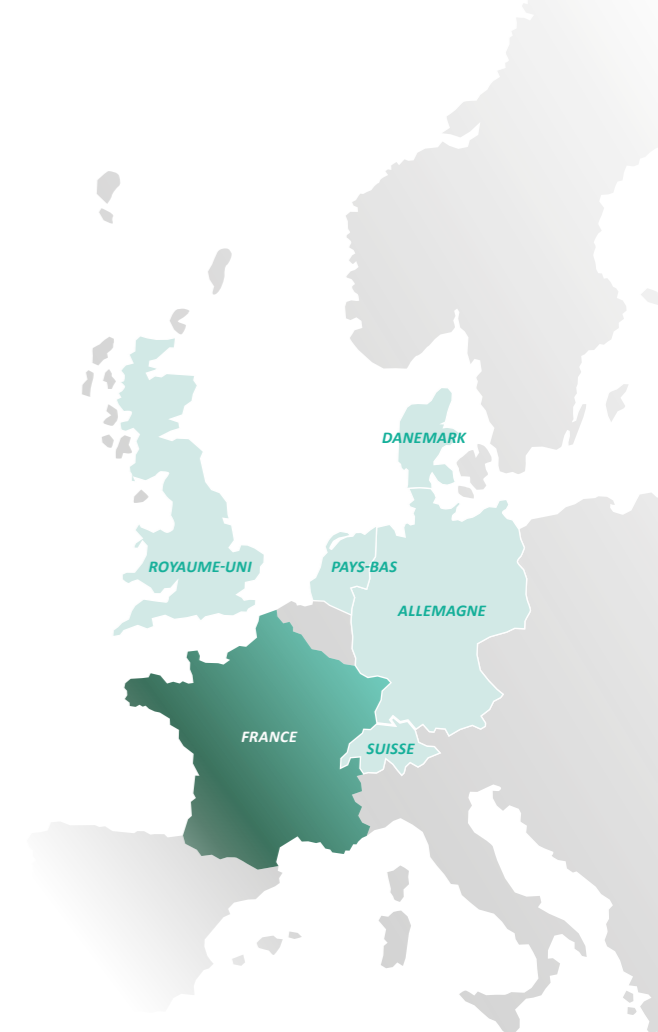 DANEMARK
ROYAUME-UNI
PAYS-BAS
ALLEMAGNE
FRANCE
SUISSE